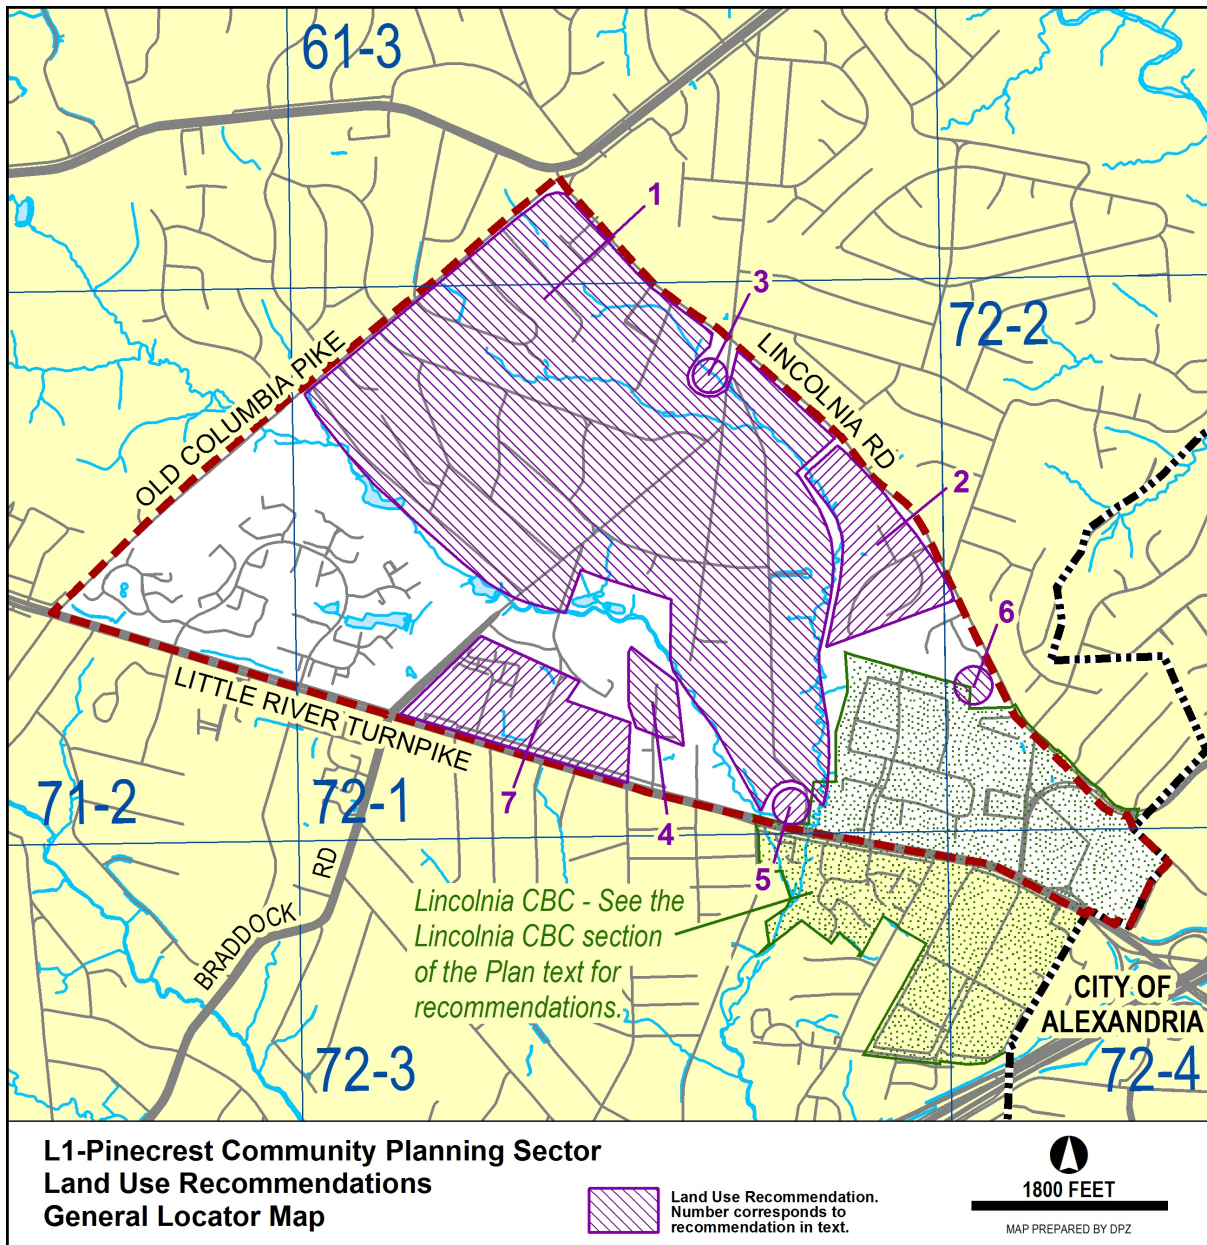 61-3
1
3
72-2
LINCOLNIA RD
OLD COLUMBIA PIKE
2
6
LITTLE RIVER TURNPIKE
71-2
72-1
7
4
5
BRADDOCK RD
Lincolnia CBC - See the
Lincolnia CBC section
of the Plan text for
recommendations.
CITY OF
ALEXANDRIA
72-3
72-4
L1-Pinecrest Community Planning Sector
Land Use Recommendations
General Locator Map
Land Use Recommendation.
Number corresponds to
recommendation in text.
1800 FEET
MAP PREPARED BY DPZ